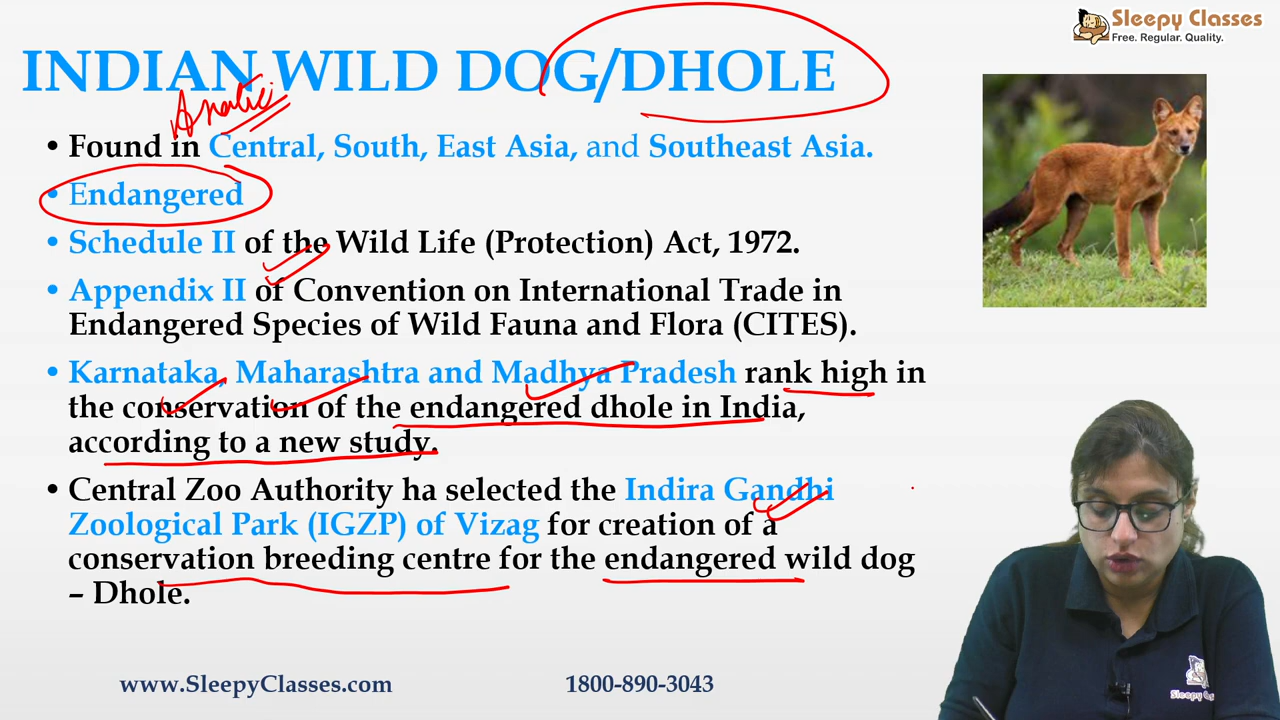 Sleepy Classes
Free. Regular. Quality.
INDIAN WILD DOG/DHOLE
Asiatic
• Found in Central, South, East Asia, and Southeast Asia.
• Endangered
• Schedule II of the Wild Life (Protection) Act, 1972.
• Appendix II of Convention on International Trade in
Endangered Species of Wild Fauna and Flora (CITES).
• Karnataka, Maharashtra and Madhya Pradesh rank high in
the conservation of the endangered dhole in India,
according to a new study.
• Central Zoo Authority ha selected the Indira Gandhi
Zoological Park (IGZP) of Vizag for creation of a
conservation breeding centre for the endangered wild dog
– Dhole.
www.SleepyClasses.com
1800-890-3043